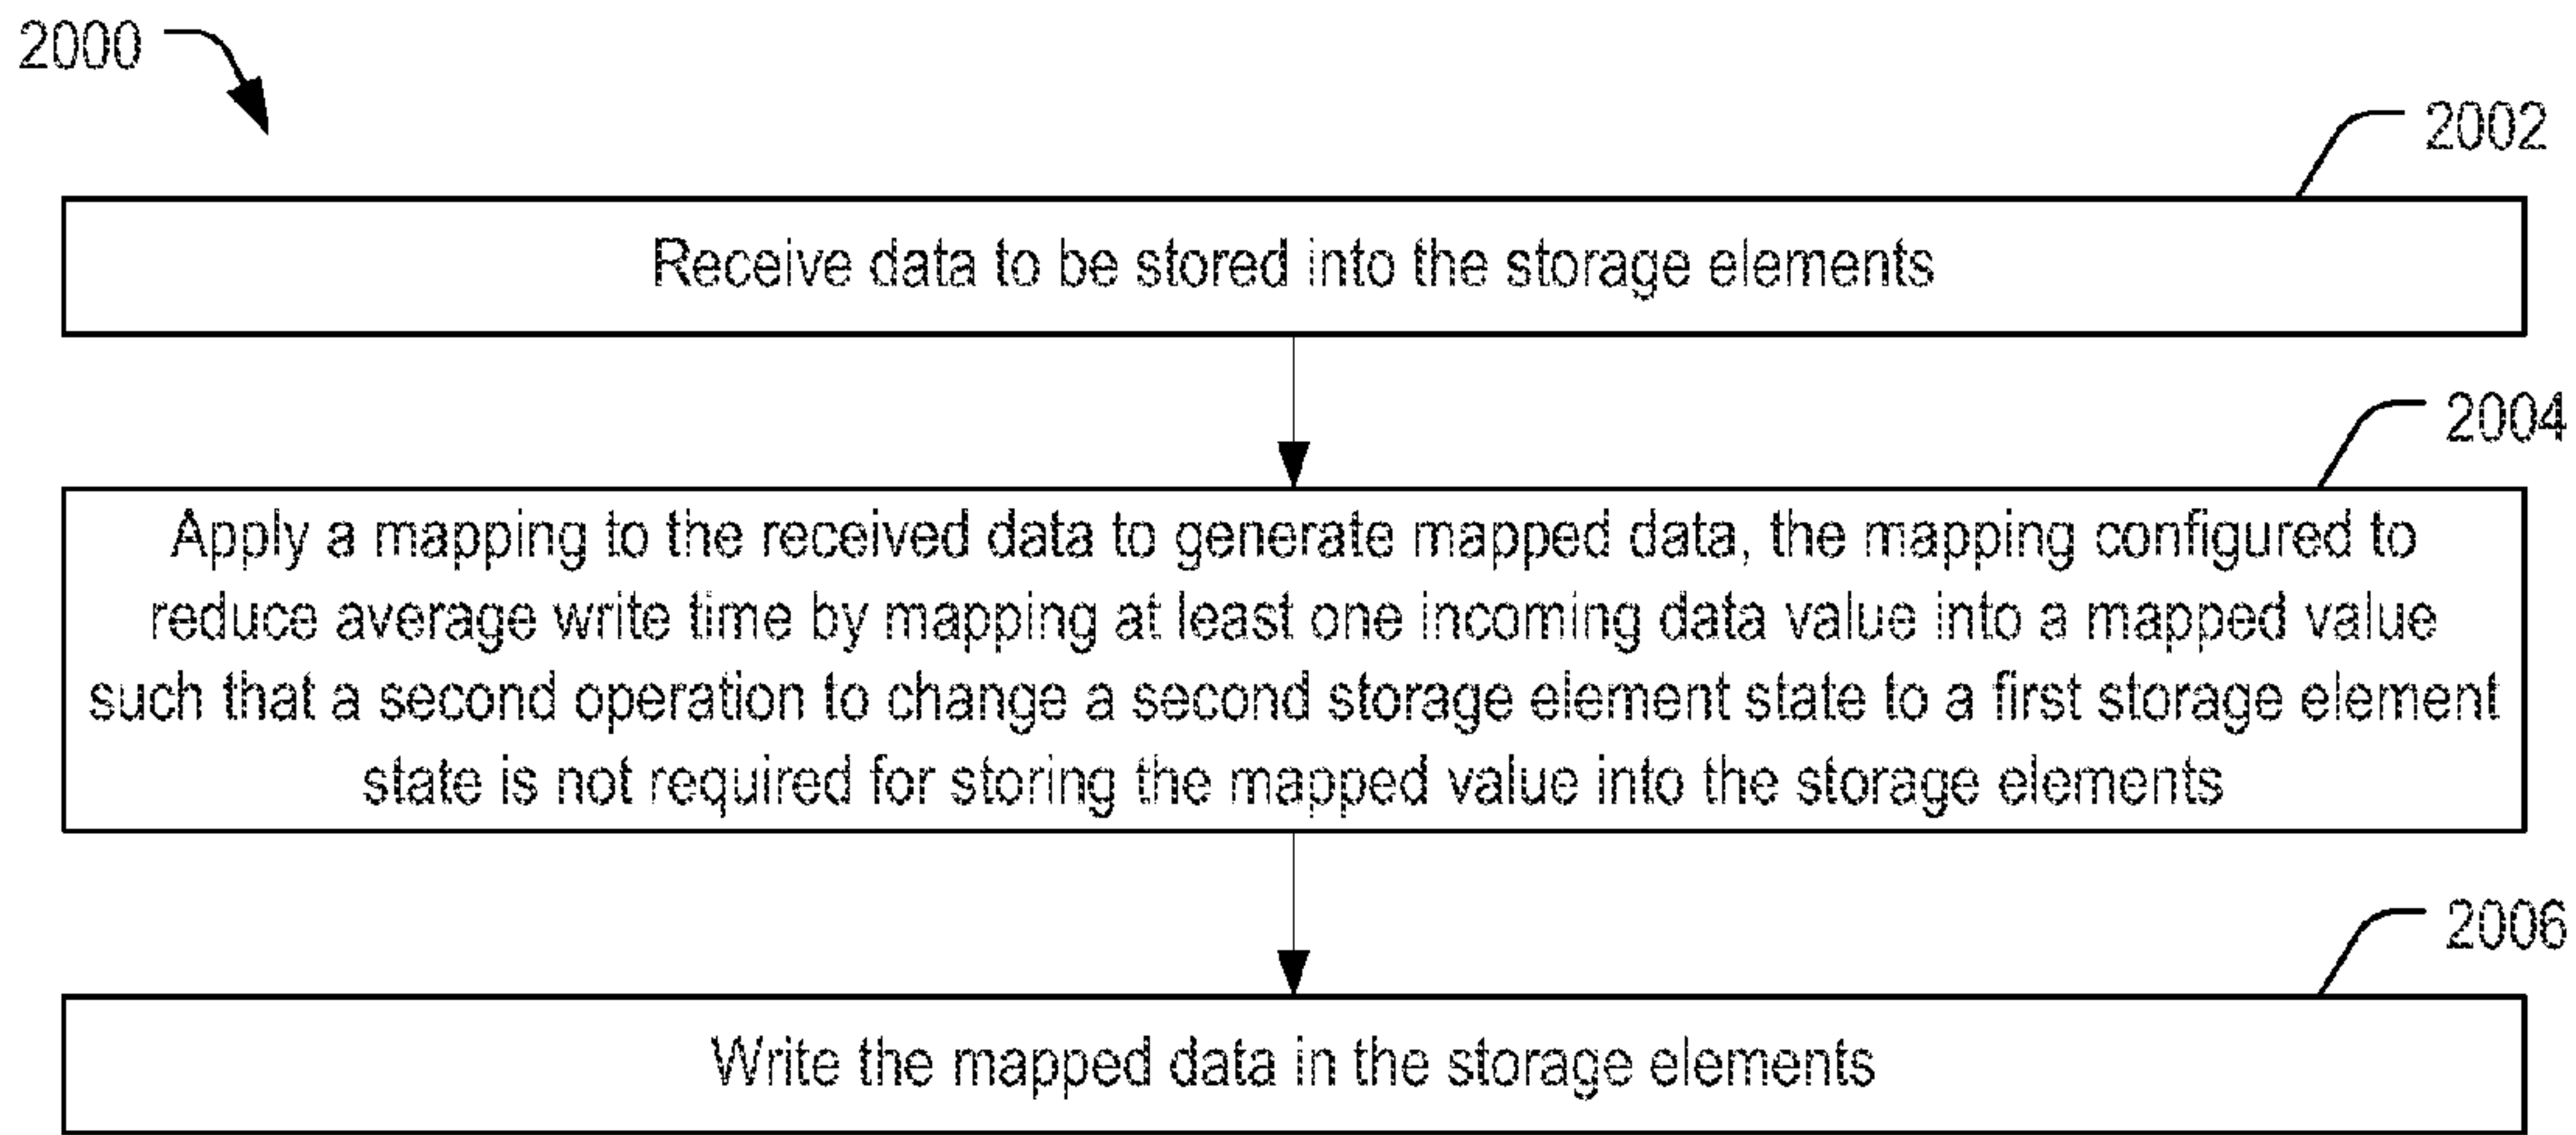 2000
2002
Receive data to be stored into the storage elements
2004
Apply a mapping to the received data to generate mapped data, the mapping configured to
reduce average write time by mapping at least one incoming data value into a mapped value
such that a second operation to change a second storage element state to a first storage element
state is not required for storing the mapped value into the storage elements
2006
Write the mapped data in the storage elements